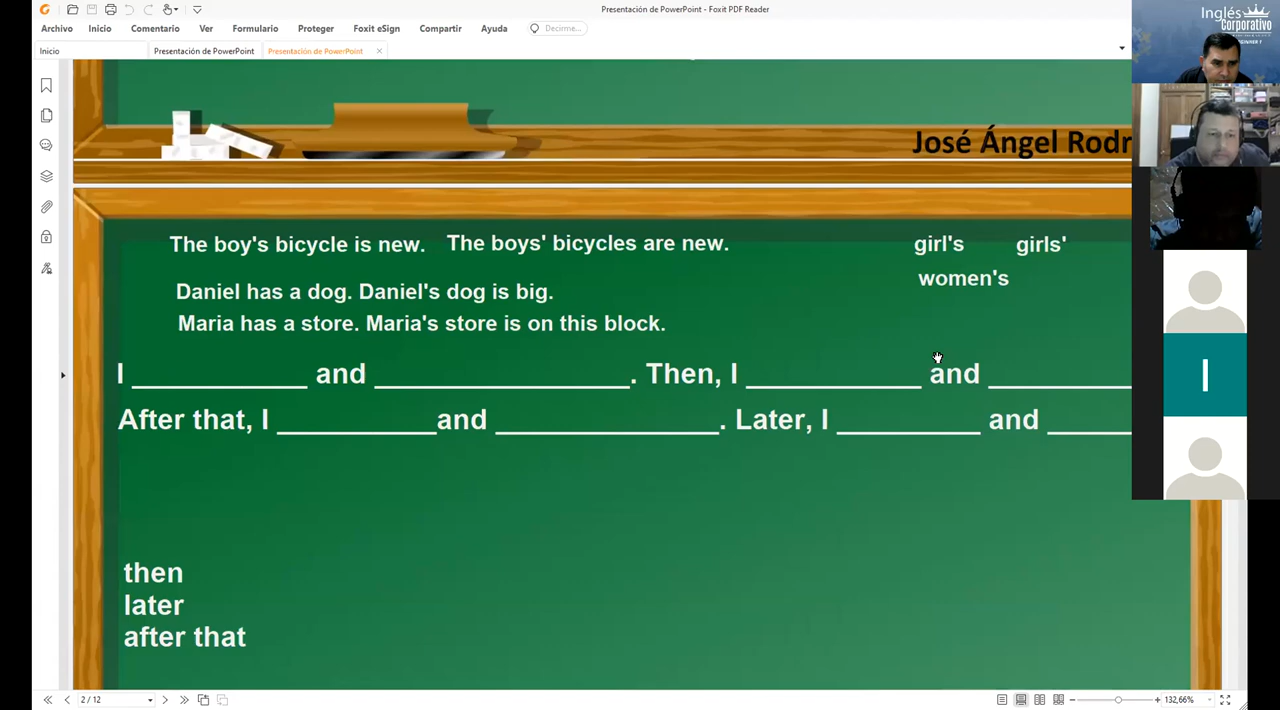 Presentación de PowerPoint - Foxit PDF Reader
Archivo Inicio Comentario Ver Formulario Proteger Foxit eSign Compartir Ayuda Decirme...
Inicio Presentación de PowerPoint Presentación de PowerPoint
Inglés
Corporativo
José Ángel Rodr
The boy's bicycle is new. The boys' bicycles are new. girl's girls'
women's
Daniel has a dog. Daniel's dog is big.
Maria has a store. Maria's store is on this block.
I ____________ and __________________. Then, I ____________ and __________
After that, I ___________and ________________. Later, I __________ and ______
I
then
later
after that
2 / 12
132,66%